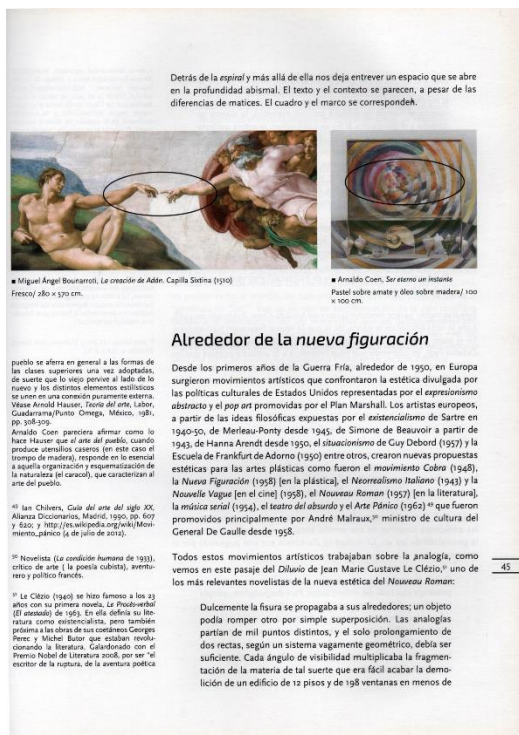 Detrás de la espiral y más allá de ella nos deja entrever un espacio que se abre
en la profundidad abismal. El texto y el contexto se parecen, a pesar de las
diferencias de matices. El cuadro y el marco se corresponden.
■ Miguel Ángel Bounarroti, La creación de Adán. Capilla Sixtina (1510)
Fresco/ 280 x 570 cm.
■ Arnaldo Coen, Ser eterno un instante
Pastel sobre amate y óleo sobre madera/ 100
x 100 cm.
Alrededor de la nueva figuración
Desde los primeros años de la Guerra Fría, alrededor de 1950, en Europa
surgieron movimientos artísticos que confrontaron la estética divulgada por
las políticas culturales de Estados Unidos representadas por el expresionismo
abstracto y el pop art promovidas por el Plan Marshall. Los artistas europeos,
a partir de las ideas filosóficas expuestas por el existencialismo de Sartre en
1940-50, de Merleau-Ponty desde 1945, de Simone de Beauvoir a partir de
1943, de Hanna Arendt desde 1950, el situacionismo de Guy Debord (1957) y la
Escuela de Frankfurt de Adorno (1950) entre otros, crearon nuevas propuestas
estéticas para las artes plásticas como fueron el movimiento Cobra (1948),
la Nueva Figuración (1958) [en la plástica], el Neorrealismo Italiano (1943) y la
Nouvelle Vague [en el cine] (1958), el Nouveau Roman (1957) [en la literatura],
la música serial (1954), el teatro del absurdo y el Arte Pánico (1962) 49 que fueron
promovidos principalmente por André Malraux,50 ministro de cultura del
General De Gaulle desde 1958.
Todos estos movimientos artísticos trabajaban sobre la analogía, como
vemos en este pasaje del Diluvio de Jean Marie Gustave Le Clézio,51 uno de
los más relevantes novelistas de la nueva estética del Nouveau Roman:
Dulcemente la fisura se propagaba a sus alrededores; un objeto
podía romper otro por simple superposición. Las analogías
partían de mil puntos distintos, y el solo prolongamiento de
dos rectas, según un sistema vagamente geométrico, debía ser
suficiente. Cada ángulo de visibilidad multiplicaba la fragmen-
tación de la materia de tal suerte que era fácil acabar la demo-
lición de un edificio de 12 pisos y de 198 ventanas en menos de
pueblo se aferra en general a las formas de
las clases superiores una vez adoptadas,
de suerte que lo viejo pervive al lado de lo
nuevo y los distintos elementos estilísticos
se unen en una conexión puramente externa.
Véase Arnold Hauser, Teoría del arte, Labor,
Guadarrama/Punto Omega, México, 1981,
pp. 308-309.
Arnaldo Coen pareciera afirmar como lo
hace Hauser que el arte del pueblo, cuando
produce utensilios caseros (en este caso el
trompo de madera), responde en lo esencial
a aquella organización y esquematización de
la naturaleza (el caracol), que caracterizan al
arte del pueblo.
49 Ian Chilvers, Guía del arte del siglo XX,
Alianza Diccionarios, Madrid, 1990, pp. 607
y 620; y http://es.wikipedia.org/wiki/Movi-
miento_pánico (4 de julio de 2012).
50 Novelista (La condición humana de 1933),
crítico de arte ( la poesía cubista), aventu-
rero y político francés.
51 Le Clézio (1940) se hizo famoso a los 23
años con su primera novela, Le Procès-verbal
(El atestado) de 1963. En ella definía su lite-
ratura como existencialista, pero también
próxima a las obras de sus coetáneos Georges
Perec y Michel Butor que estaban revolu-
cionando la literatura. Galardonado con el
Premio Nobel de Literatura 2008, por ser "el
escritor de la ruptura, de la aventura poética
45